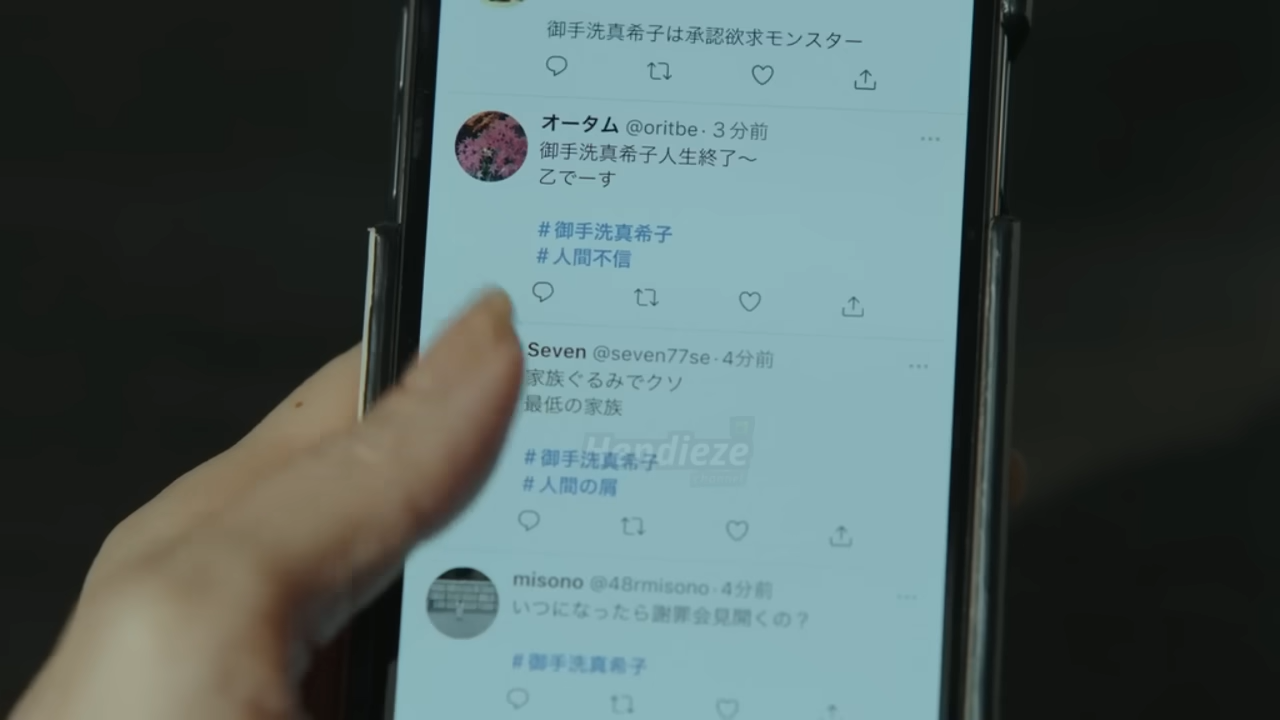 御手洗真希子は承認欲求モンスター
オータム @oritbe · 3分前
御手洗真希子人生終了〜
乙でーす
#御手洗真希子
#人間不信
Seven @seven77se · 4分前
家族ぐるみでクソ
最低の家族
Hendieze
#御手洗真希子
#人間の屑
misono @48rmisono · 4分前
いつになったら謝罪会見開くの？
#御手洗真希子